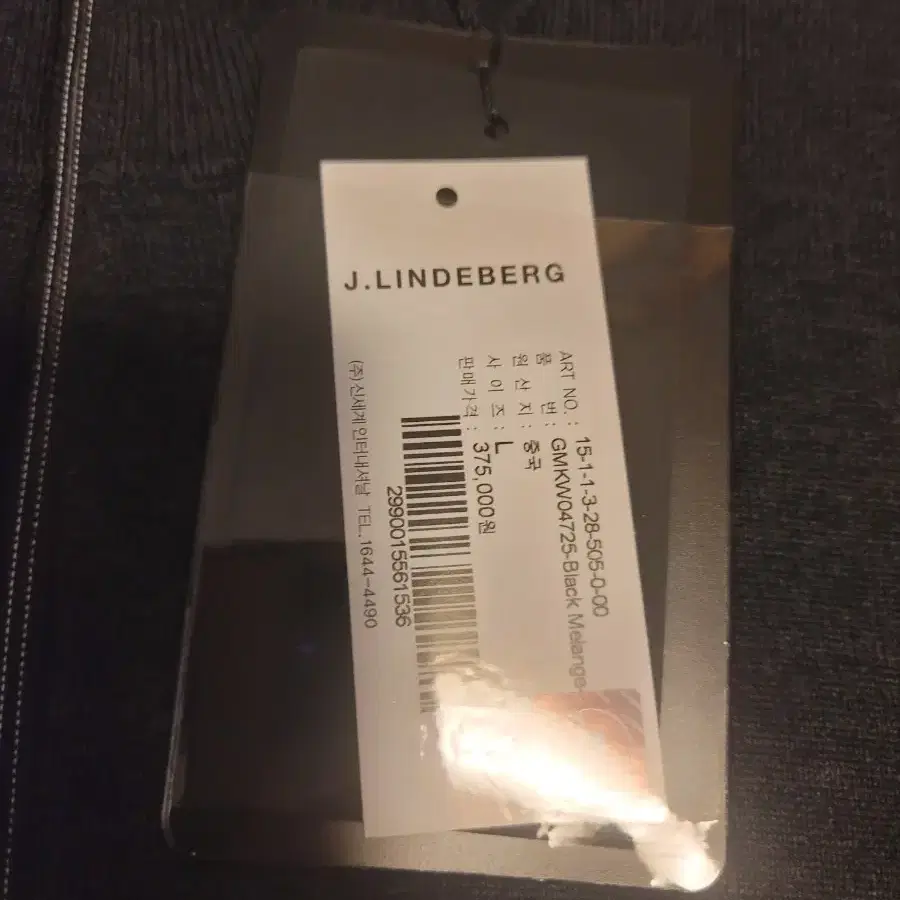 J.LINDEBERG
ART NO. : 15-1-1-3-28-505-0-00
품 번 : GMKW04725-Black Melange-
원 산 지 : 중국
사 이 즈 : L
판매가격 : 375,000원
2990015561536
(주)신세계인터내셔날 TEL.1644-4490